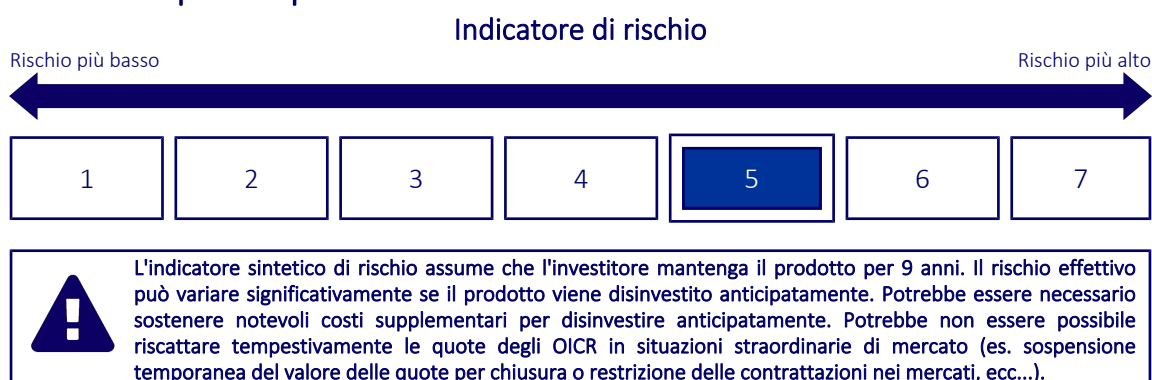 Indicatore di rischio
Rischio più basso
Rischio più alto
1 2 3 4 5 6 7
L'indicatore sintetico di rischio assume che l'investitore mantenga il prodotto per 9 anni. Il rischio effettivo
può variare significativamente se il prodotto viene disinvestito anticipatamente. Potrebbe essere necessario
sostenere notevoli costi supplementari per disinvestire anticipatamente. Potrebbe non essere possibile
riscattare tempestivamente le quote degli OICR in situazioni straordinarie di mercato (es. sospensione
temporanea del valore delle quote per chiusura o restrizione delle contrattazioni nei mercati, ecc...).